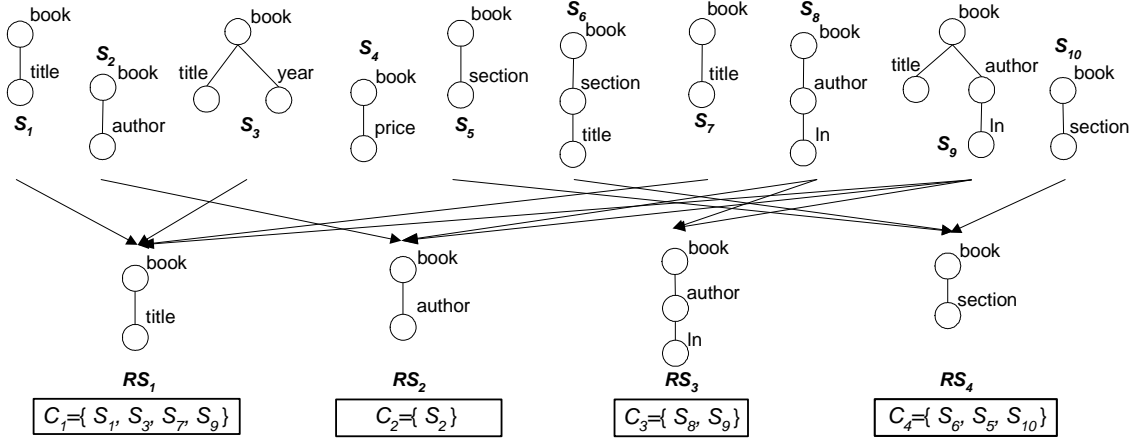 book
title
S1
S2
book
author
book
title year
S3
S4
book
price
book
section
S5
S6
book
section
title
book
title
S7
S8
book
author
ln
book
title author
ln
S9
S10
book
section
book
title
RS1
C1={ S1, S3, S7, S9}
book
author
RS2
C2={ S2}
book
author
ln
RS3
C3={ S8, S9}
book
section
RS4
C4={ S6, S5, S10}